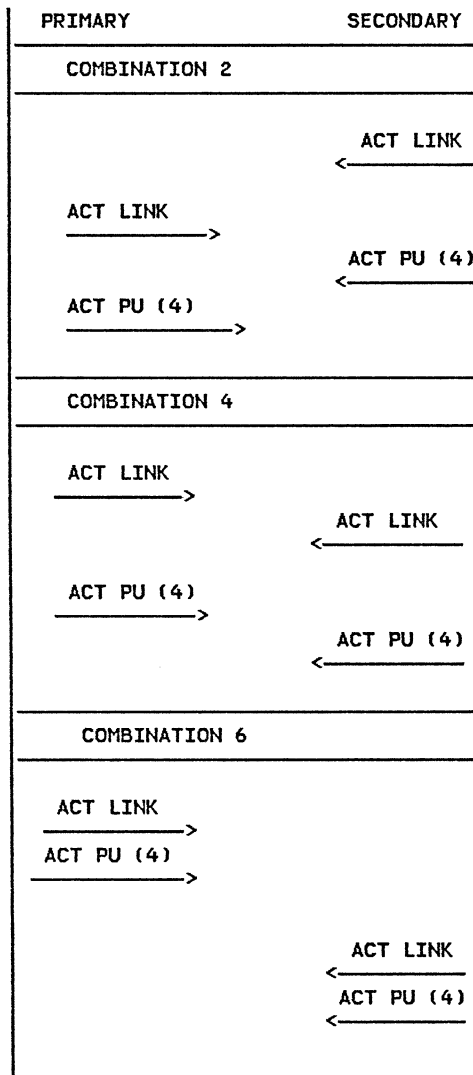 PRIMARY SECONDARY
COMBINATION 2
ACT LINK
ACT LINK
ACT PU (4)
ACT PU (4)
COMBINATION 4
ACT LINK
ACT LINK
ACT PU (4)
ACT PU (4)
COMBINATION 6
ACT LINK
ACT PU (4)
ACT LINK
ACT PU (4)